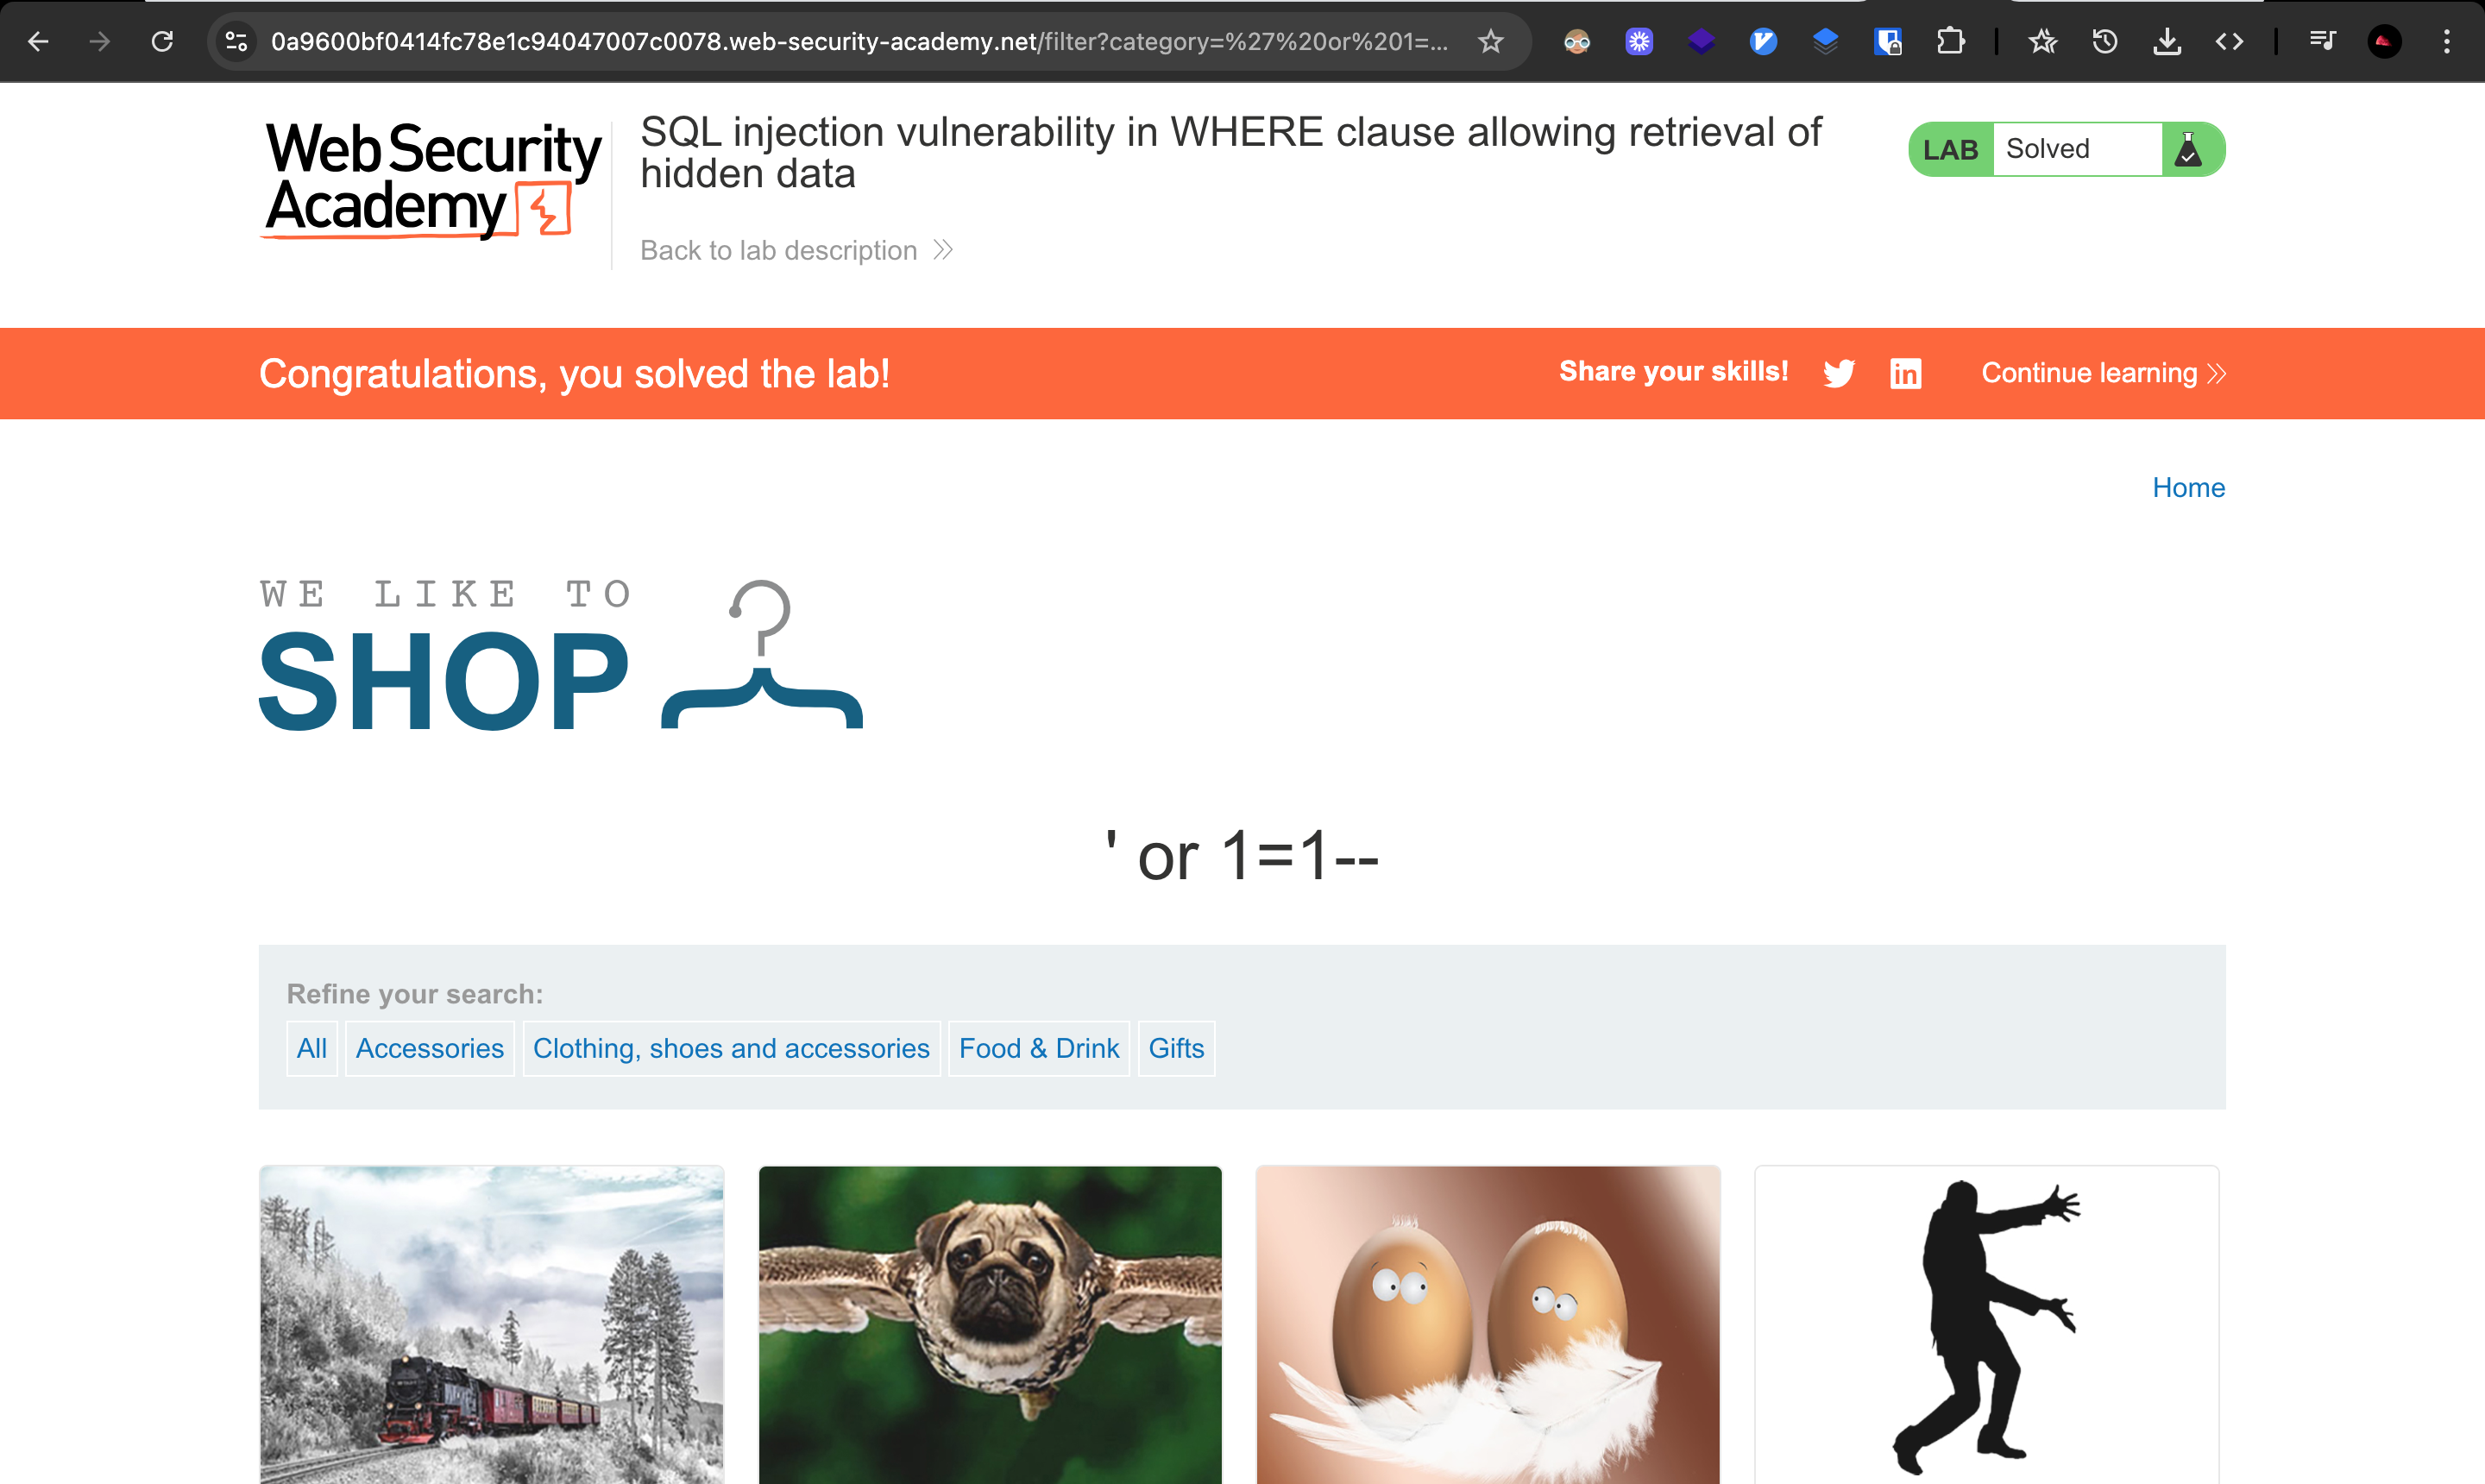 0a9600bf0414fc78e1c94047007c0078.web-security-academy.net/filter?category=%27%20or%201=...
Web Security
Academy
SQL injection vulnerability in WHERE clause allowing retrieval of
hidden data
Back to lab description
LAB Solved
Congratulations, you solved the lab!
Share your skills!
Continue learning
Home
WE LIKE TO
SHOP
' or 1=1--
Refine your search:
All Accessories Clothing, shoes and accessories Food & Drink Gifts